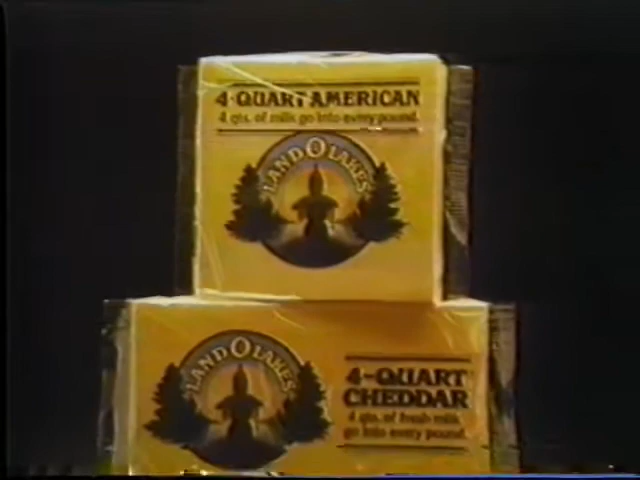 4-QUART AMERICAN
4 qts. of milk go into every pound.
LAND O LAKES
LAND O LAKES
4-QUART
CHEDDAR
4 qts. of fresh milk
go into every pound.